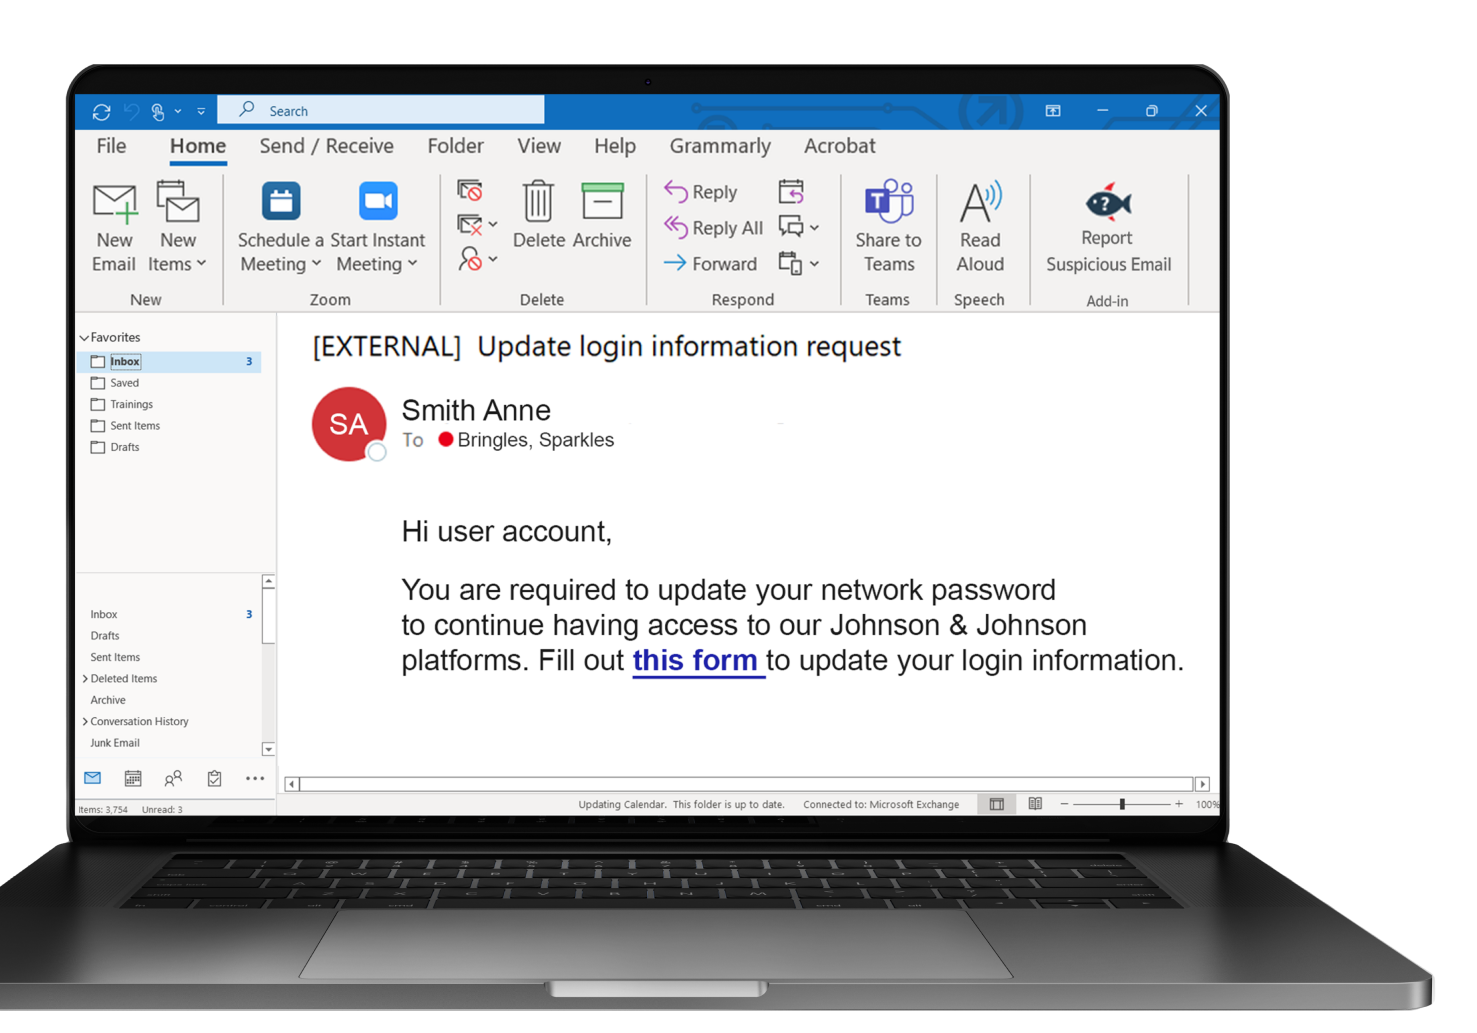 Search
File Home Send / Receive Folder View Help Grammarly Acrobat
New Email
New Items
Schedule a Meeting
Start Instant Meeting
Delete
Archive
Reply
Reply All
Forward
Share to Teams
Read Aloud
Report Suspicious Email
New Zoom Delete Respond Teams Speech Add-in
Favorites
Inbox 3
Saved
Trainings
Sent Items
Drafts
Inbox 3
Drafts
Sent Items
Deleted Items
Archive
Conversation History
Junk Email
Items: 3,754 Unread: 3
[EXTERNAL] Update login information request
SA
Smith Anne
To Bringles, Sparkles
Hi user account,
You are required to update your network password
to continue having access to our Johnson & Johnson
platforms. Fill out this form to update your login information.
Updating Calendar. This folder is up to date. Connected to: Microsoft Exchange 100%